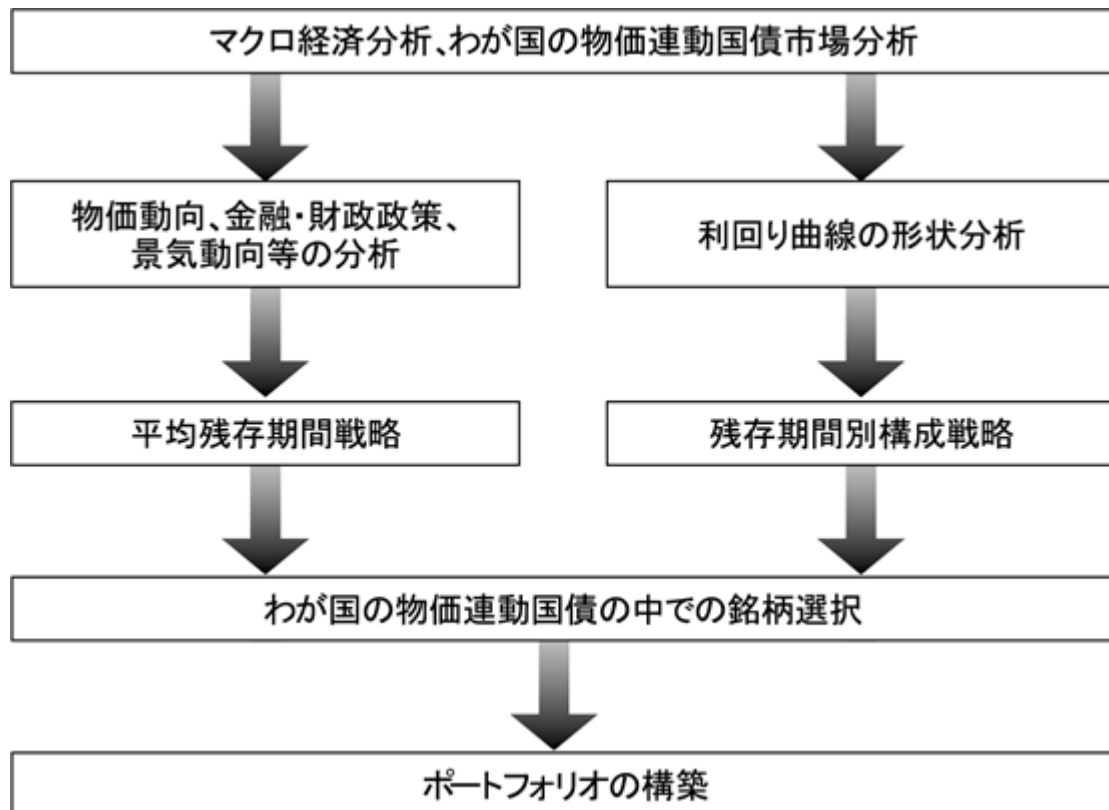 マクロ経済分析、わが国の物価連動国債市場分析
物価動向、金融・財政政策、
景気動向等の分析
利回り曲線の形状分析
平均残存期間戦略
残存期間別構成戦略
わが国の物価連動国債の中での銘柄選択
ポートフォリオの構築